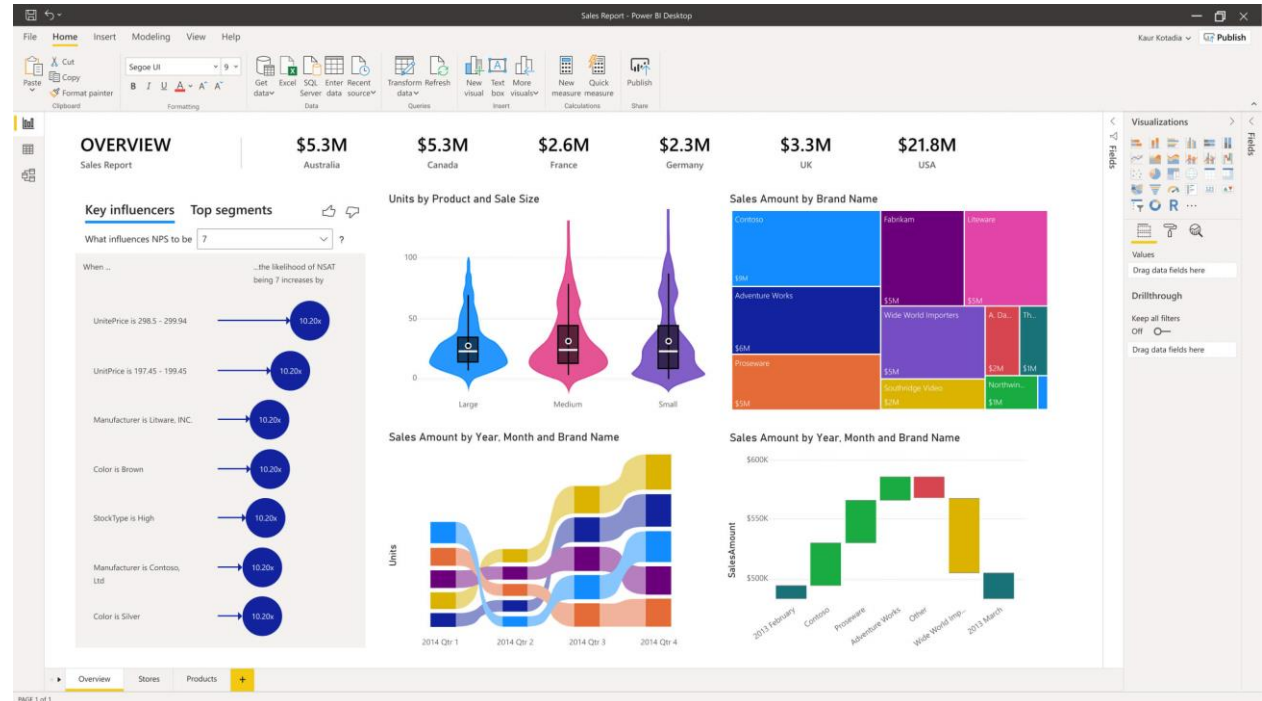 Sales Report - Power BI Desktop
File Home Insert Modeling View Help
Kaur Kotadia
Publish
Paste
Cut
Copy
Format painter
Clipboard
Segoe UI 9
B I U A A A
Formatting
Get data
Excel
SQL Server
Enter data
Recent source
Data
Transform data
Refresh
Queries
New visual
Text box
More visuals
Insert
New measure
Quick measure
Calculations
Publish
Share
OVERVIEW
Sales Report
$5.3M
Australia
$5.3M
Canada
$2.6M
France
$2.3M
Germany
$3.3M
UK
$21.8M
USA
Key influencers Top segments
What influences NPS to be 7 ?
When ...
...the likelihood of NSAT
being 7 increases by
UnitePrice is 298.5 - 299.94
10.20x
UnitPrice is 197.45 - 199.45
10.20x
Manufacturer is Litware, INC.
10.20x
Color is Brown
10.20x
StockType is High
10.20x
Manufacturer is Contoso,
Ltd
10.20x
Color is Silver
10.20x
Units by Product and Sale Size
100
50
0
Large Medium Small
Sales Amount by Brand Name
Contoso
$9M
Adventure Works
$6M
Proseware
$5M
Fabrikam
$5M
Liteware
$5M
Wide World Importers
$5M
A. Da...
$2M
Th...
$1M
Southridge Video
$2M
Northwin...
$1M
Sales Amount by Year, Month and Brand Name
Units
2014 Qtr 1 2014 Qtr 2 2014 Qtr 3 2014 Qtr 4
Sales Amount by Year, Month and Brand Name
SalesAmount
$600K
$550K
$500K
2013 February
Contoso
Proseware
Adventure Works
Other
Wide World Imp...
2013 March
Fields
Visualizations
R ...
Values
Drag data fields here
Drillthrough
Keep all filters
Off
Drag data fields here
Fields
Overview Stores Products +
PAGE 1 of 1